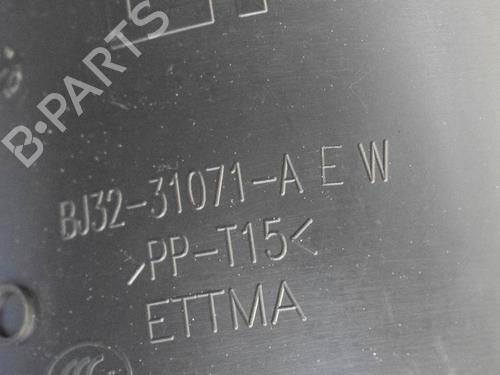 B-PARTS
BJ32-31071-A E W
>PP-T15<
ETTMA